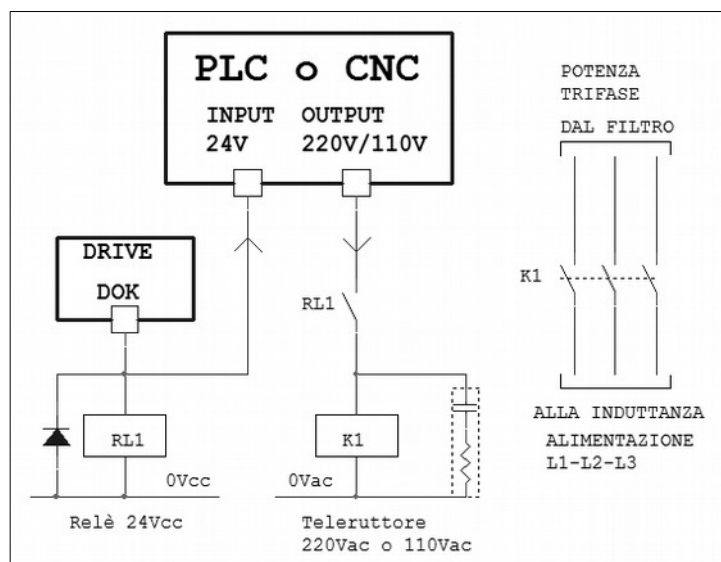 PLC o CNC
INPUT OUTPUT
24V 220V/110V
POTENZA
TRIFASE
DAL FILTRO
DRIVE
DOK
RL1
K1
RL1
K1
0Vcc
0Vac
Relè 24Vcc
Teleruttore
220Vac o 110Vac
ALLA INDUTTANZA
ALIMENTAZIONE
L1-L2-L3